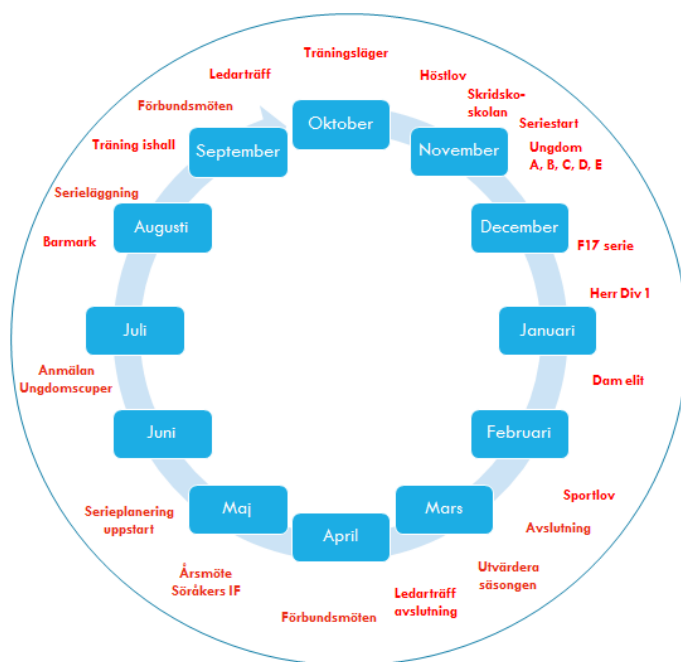 Träningsläger
Ledarträff
Höstlov
Skridsko-
skolan
Förbundsmöten
Oktober
Seriestart
Träning ishall
September
November
Ungdom
A, B, C, D, E
Serieläggning
Augusti
December
Barmark
F17 serie
Herr Div 1
Juli
Januari
Anmälan
Ungdomscuper
Dam elit
Juni
Februari
Serieplanering
uppstart
Maj
Mars
Sportlov
April
Avslutning
Årsmöte
Söråkers IF
Utvärdera
säsongen
Förbundsmöten
Ledarträff
avslutning